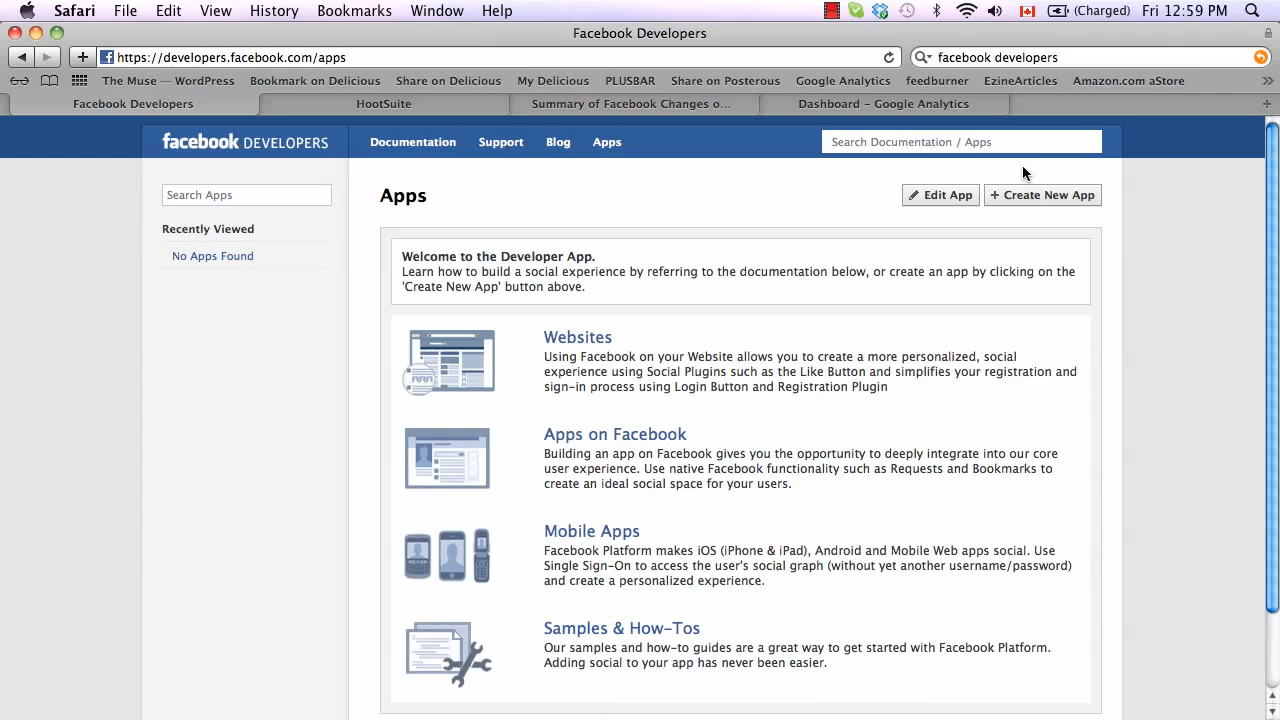 Safari File Edit View History Bookmarks Window Help (Charged) Fri 12:59 PM
Facebook Developers
https://developers.facebook.com/apps
facebook developers
The Muse — WordPress Bookmark on Delicious Share on Delicious My Delicious PLUSBAR Share on Posterous Google Analytics feedburner EzineArticles Amazon.com aStore
Facebook Developers HootSuite Summary of Facebook Changes o... Dashboard – Google Analytics
facebook DEVELOPERS
Documentation Support Blog Apps
Search Documentation / Apps
Search Apps
Recently Viewed
No Apps Found
Apps
Edit App
+ Create New App
Welcome to the Developer App.
Learn how to build a social experience by referring to the documentation below, or create an app by clicking on the
'Create New App' button above.
Websites
Using Facebook on your Website allows you to create a more personalized, social
experience using Social Plugins such as the Like Button and simplifies your registration and
sign-in process using Login Button and Registration Plugin
Apps on Facebook
Building an app on Facebook gives you the opportunity to deeply integrate into our core
user experience. Use native Facebook functionality such as Requests and Bookmarks to
create an ideal social space for your users.
Mobile Apps
Facebook Platform makes iOS (iPhone & iPad), Android and Mobile Web apps social. Use
Single Sign-On to access the user's social graph (without yet another username/password)
and create a personalized experience.
Samples & How-Tos
Our samples and how-to guides are a great way to get started with Facebook Platform.
Adding social to your app has never been easier.